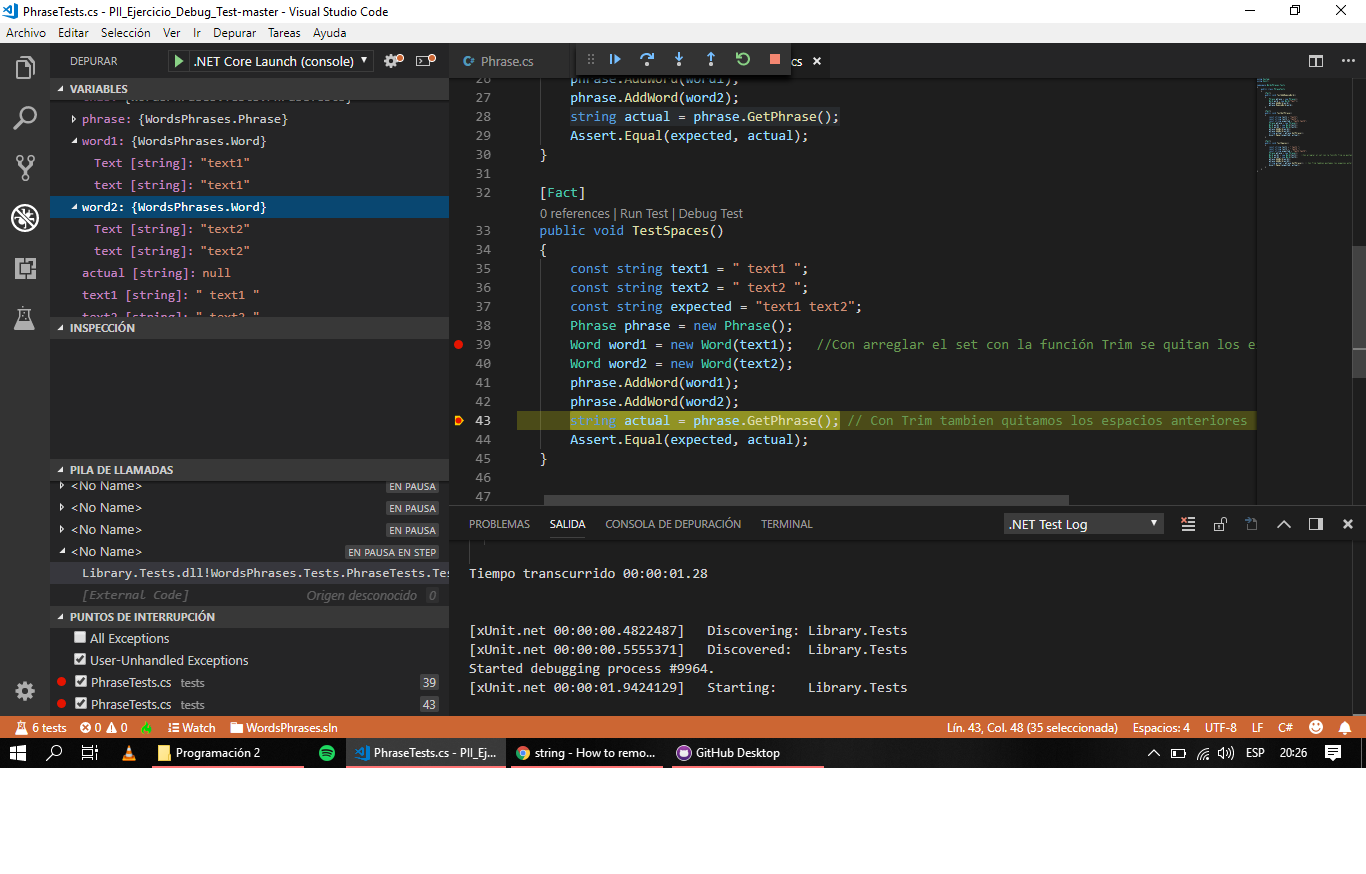 PhraseTests.cs - PII_Ejercicio_Debug_Test-master - Visual Studio Code
Archivo Editar Selección Ver Ir Depurar Tareas Ayuda
DEPURAR .NET Core Launch (console)
VARIABLES
phrase: {WordsPhrases.Phrase}
word1: {WordsPhrases.Word}
Text [string]: "text1"
text [string]: "text1"
word2: {WordsPhrases.Word}
Text [string]: "text2"
text [string]: "text2"
actual [string]: null
text1 [string]: " text1 "
text2 [string]: " text2 "
INSPECCIÓN
PILA DE LLAMADAS
<No Name> EN PAUSA
<No Name> EN PAUSA
<No Name> EN PAUSA
<No Name> EN PAUSA EN STEP
Library.Tests.dll!WordsPhrases.Tests.PhraseTests.Tes
[External Code] Origen desconocido 0
PUNTOS DE INTERRUPCIÓN
All Exceptions
User-Unhandled Exceptions
PhraseTests.cs tests 39
PhraseTests.cs tests 43
Phrase.cs cs
26 phrase.AddWord(word1);
27 phrase.AddWord(word2);
28 string actual = phrase.GetPhrase();
29 Assert.Equal(expected, actual);
30 }
31
32 [Fact]
0 references | Run Test | Debug Test
33 public void TestSpaces()
34 {
35 const string text1 = " text1 ";
36 const string text2 = " text2 ";
37 const string expected = "text1 text2";
38 Phrase phrase = new Phrase();
39 Word word1 = new Word(text1); //Con arreglar el set con la función Trim se quitan los e
40 Word word2 = new Word(text2);
41 phrase.AddWord(word1);
42 phrase.AddWord(word2);
43 string actual = phrase.GetPhrase(); // Con Trim tambien quitamos los espacios anteriores
44 Assert.Equal(expected, actual);
45 }
46
47
PROBLEMAS SALIDA CONSOLA DE DEPURACIÓN TERMINAL .NET Test Log
Tiempo transcurrido 00:00:01.28
[xUnit.net 00:00:00.4822487] Discovering: Library.Tests
[xUnit.net 00:00:00.5555371] Discovered: Library.Tests
Started debugging process #9964.
[xUnit.net 00:00:01.9424129] Starting: Library.Tests
6 tests 0 0 Watch WordsPhrases.sln Lín. 43, Col. 48 (35 seleccionada) Espacios: 4 UTF-8 LF C#
Programación 2 PhraseTests.cs - PII_Ej... string - How to remo... GitHub Desktop ESP 20:26